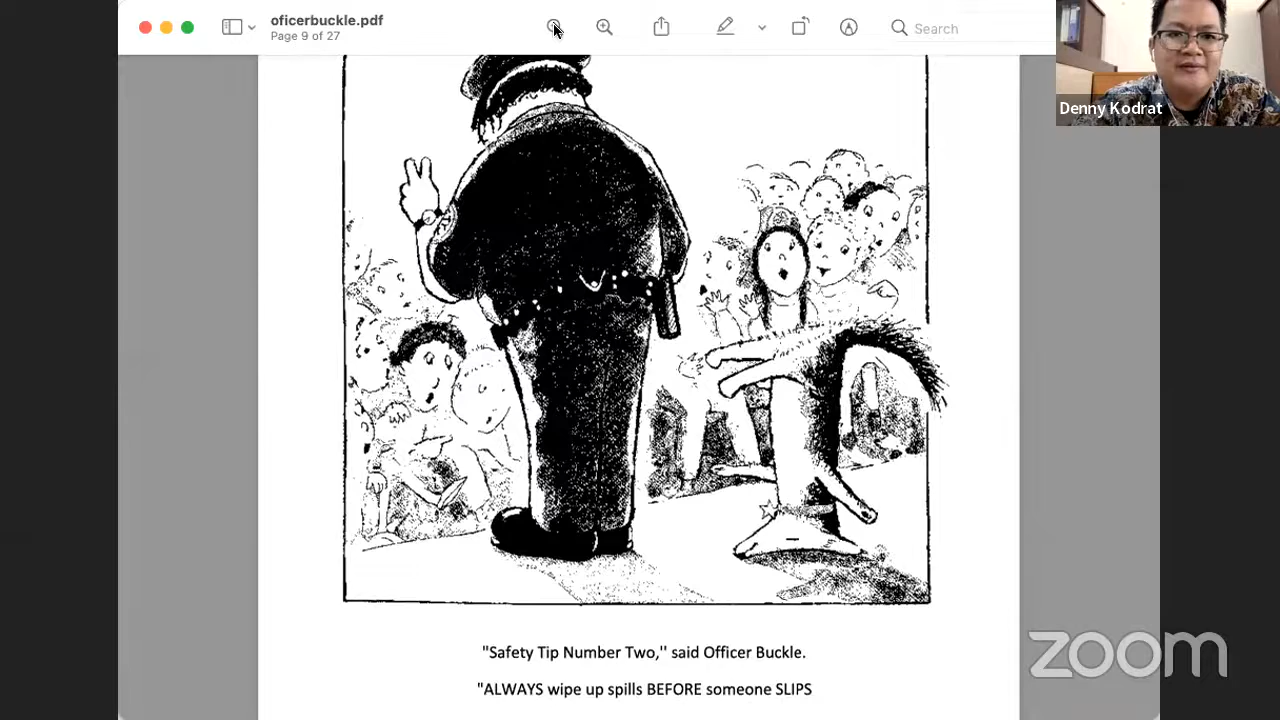 oficerbuckle.pdf
Page 9 of 27
Search
Denny Kodrat
"Safety Tip Number Two," said Officer Buckle.
"ALWAYS wipe up spills BEFORE someone SLIPS
zoom